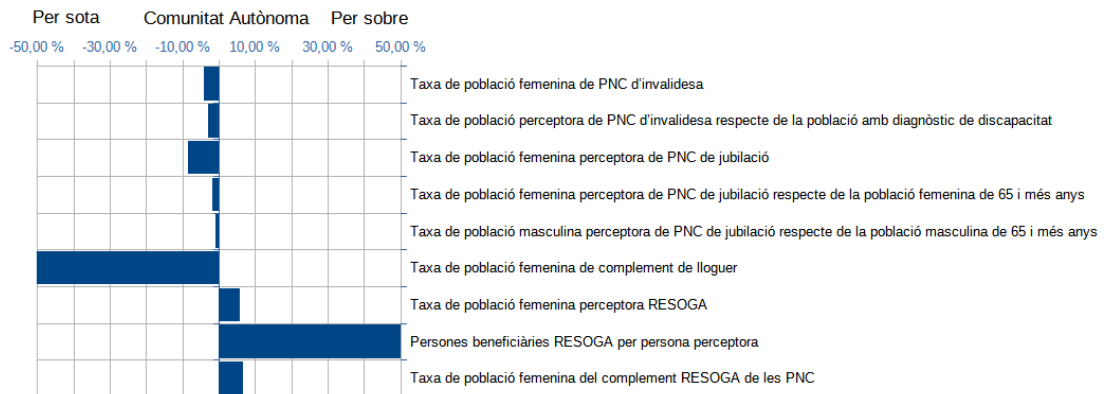 Per sota Comunitat Autònoma Per sobre
-50,00 % -30,00 % -10,00 % 10,00 % 30,00 % 50,00 %
Taxa de població femenina de PNC d'invalidesa
Taxa de població perceptora de PNC d'invalidesa respecte de la població amb diagnòstic de discapacitat
Taxa de població femenina perceptora de PNC de jubilació
Taxa de població femenina perceptora de PNC de jubilació respecte de la població femenina de 65 i més anys
Taxa de població masculina perceptora de PNC de jubilació respecte de la població masculina de 65 i més anys
Taxa de població femenina de complement de lloguer
Taxa de població femenina perceptora RESOGA
Persones beneficiàries RESOGA per persona perceptora
Taxa de població femenina del complement RESOGA de les PNC